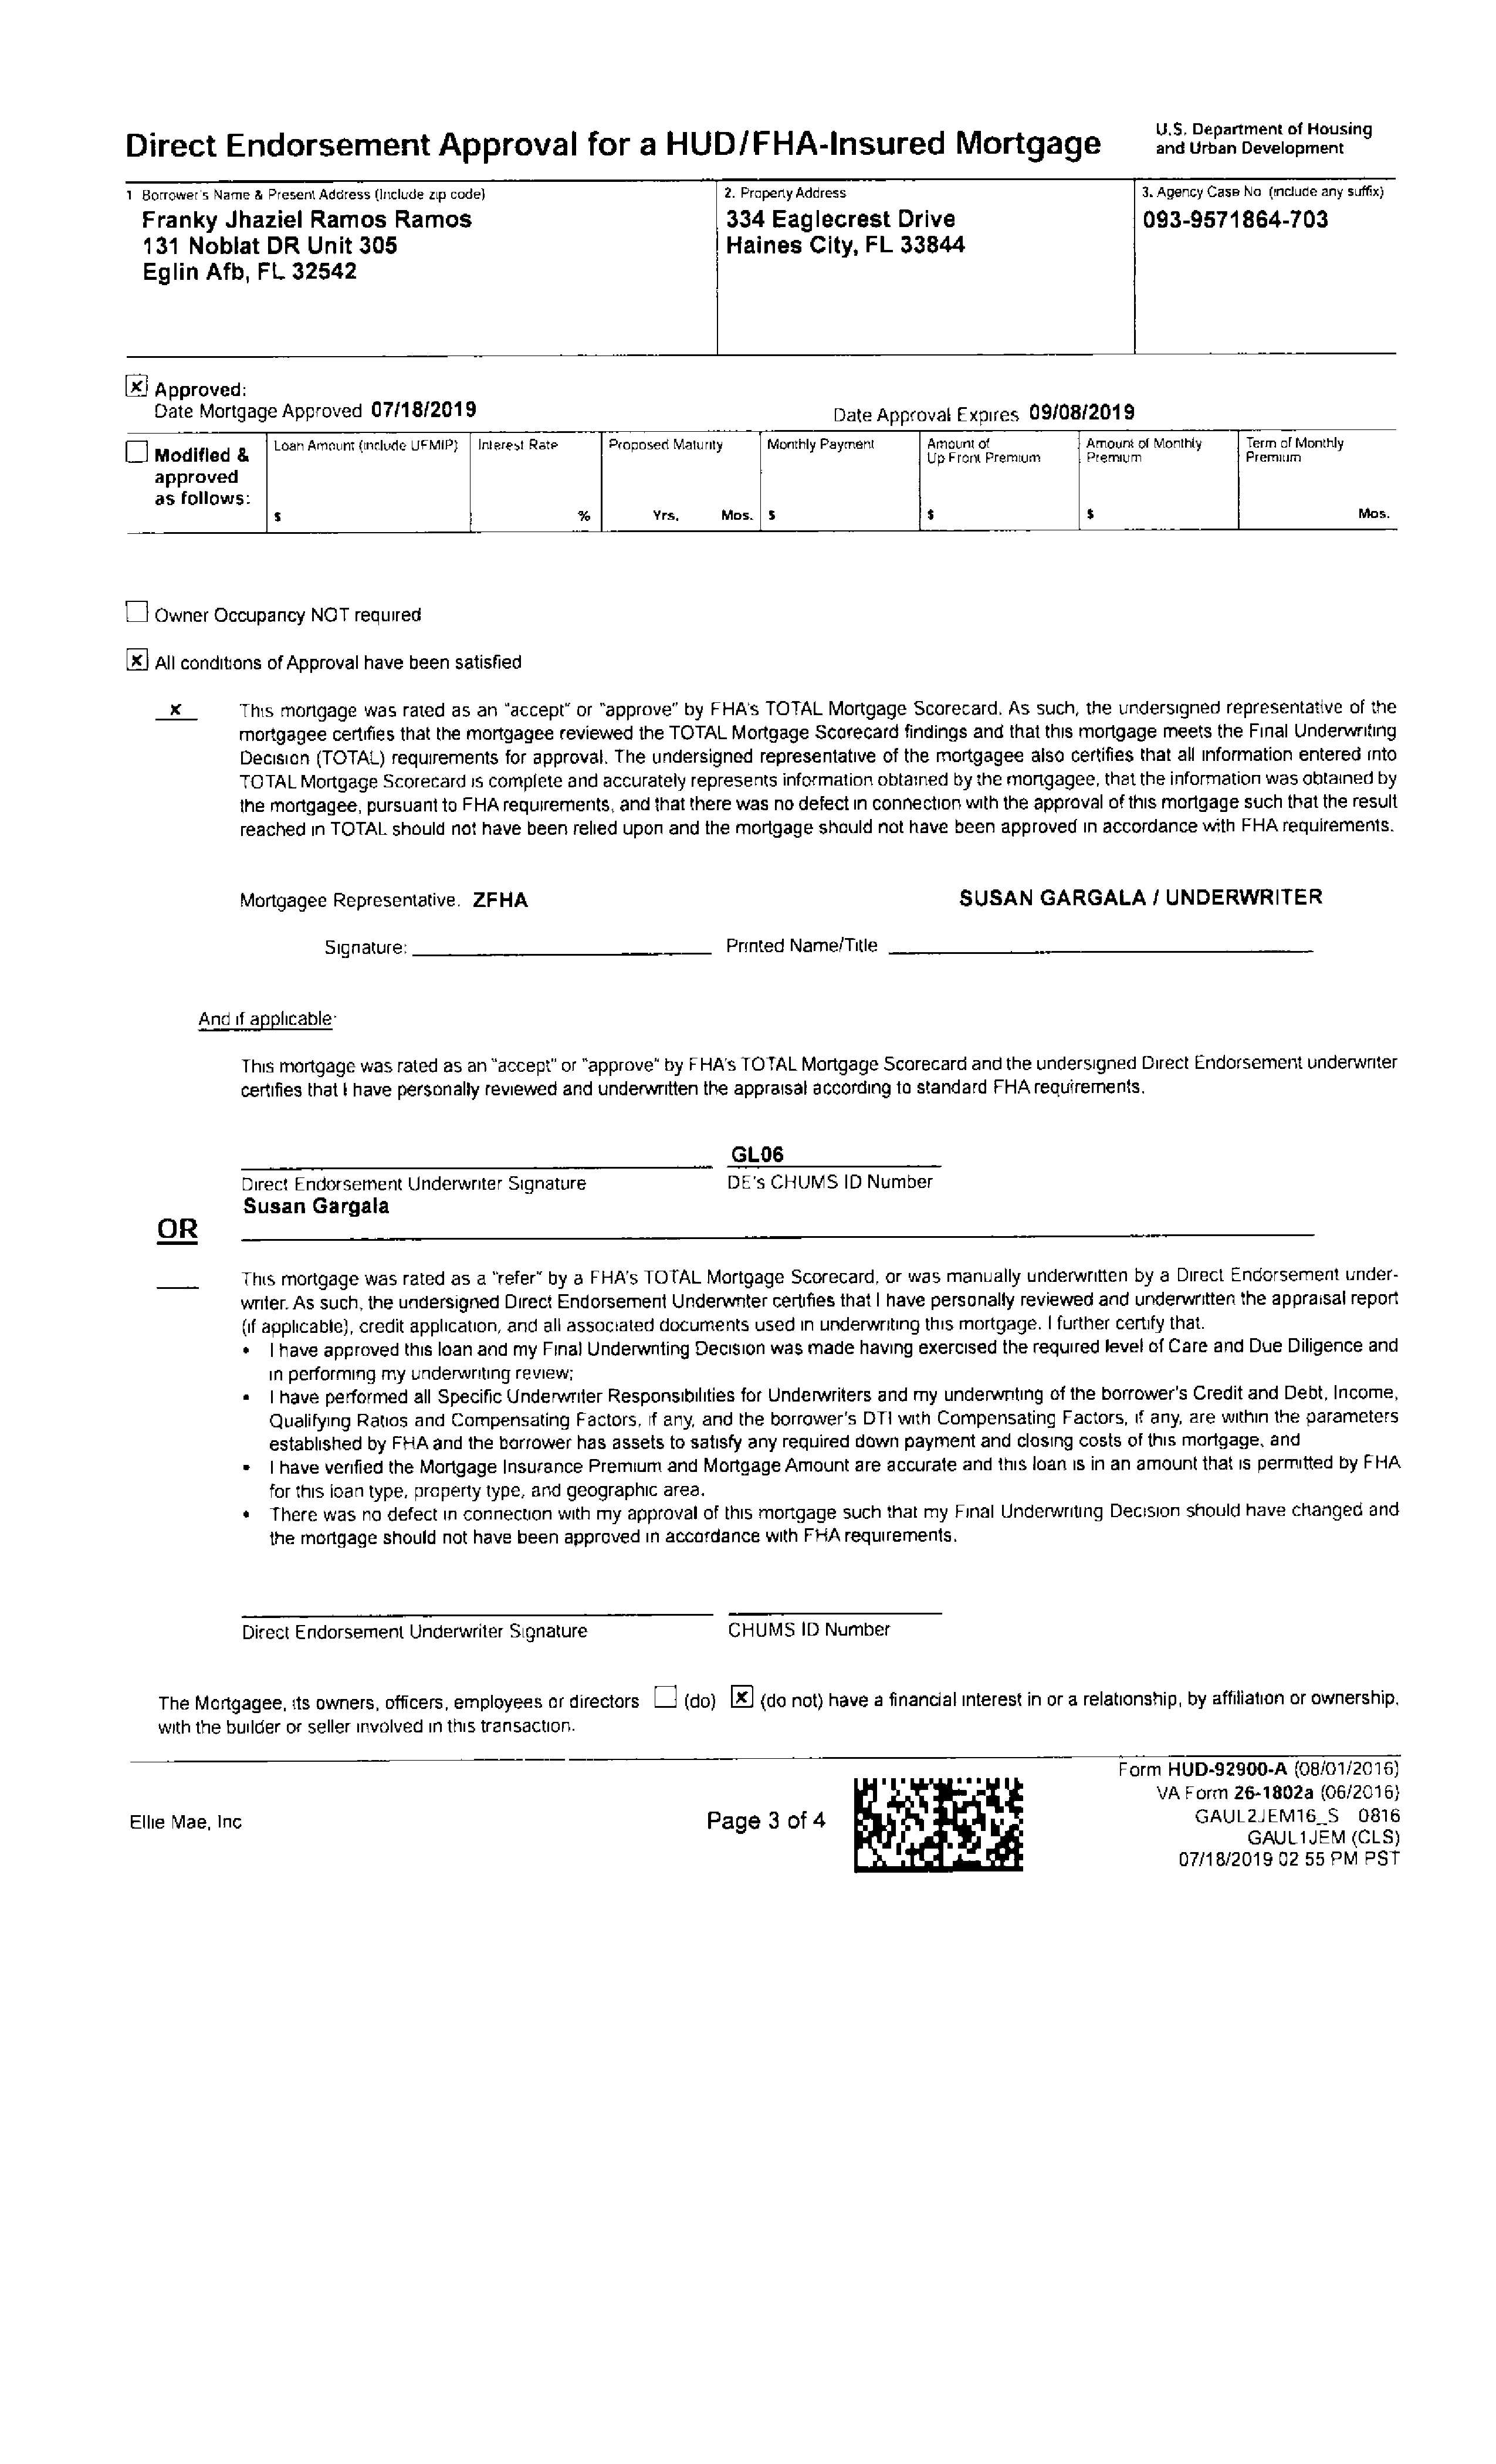 Direct Endorsement Approval for a HUD/FHA-Insured Mortgage
U.S. Department of Housing
and Urban Development
1 Borrower's Name & Present Address (Include zip code)
Franky Jhaziel Ramos Ramos
131 Noblat DR Unit 305
Eglin Afb, FL 32542
2. Property Address
334 Eaglecrest Drive
Haines City, FL 33844
3. Agency Case No (include any suffix)
093-9571864-703
x Approved:
Date Mortgage Approved 07/18/2019
Date Approval Expires 09/08/2019
Modified &
approved
as follows:
Loan Amount (include UFMIP)
$
Interest Rate
%
Proposed Maturity
Yrs. Mos.
Monthly Payment
$
Amount of
Up Front Premium
$
Amount of Monthly
Premium
$
Term of Monthly
Premium
Mos.
Owner Occupancy NOT required
x All conditions of Approval have been satisfied
x This mortgage was rated as an "accept" or "approve" by FHA's TOTAL Mortgage Scorecard. As such, the undersigned representative of the
mortgagee certifies that the mortgagee reviewed the TOTAL Mortgage Scorecard findings and that this mortgage meets the Final Underwriting
Decision (TOTAL) requirements for approval. The undersigned representative of the mortgagee also certifies that all information entered into
TOTAL Mortgage Scorecard is complete and accurately represents information obtained by the mortgagee, that the information was obtained by
the mortgagee, pursuant to FHA requirements, and that there was no defect in connection with the approval of this mortgage such that the result
reached in TOTAL should not have been relied upon and the mortgage should not have been approved in accordance with FHA requirements.
Mortgagee Representative. ZFHA
SUSAN GARGALA / UNDERWRITER
Signature: Printed Name/Title
And if applicable
This mortgage was rated as an "accept" or "approve" by FHA's TOTAL Mortgage Scorecard and the undersigned Direct Endorsement underwriter
certifies that I have personally reviewed and underwritten the appraisal according to standard FHA requirements.
GL06
Direct Endorsement Underwriter Signature DE's CHUMS ID Number
Susan Gargala
OR
This mortgage was rated as a "refer" by a FHA's TOTAL Mortgage Scorecard, or was manually underwritten by a Direct Endorsement under-
writer. As such, the undersigned Direct Endorsement Underwriter certifies that I have personally reviewed and underwritten the appraisal report
(if applicable), credit application, and all associated documents used in underwriting this mortgage. I further certify that.
• I have approved this loan and my Final Underwriting Decision was made having exercised the required level of Care and Due Diligence and
in performing my underwriting review;
• I have performed all Specific Underwriter Responsibilities for Underwriters and my underwriting of the borrower's Credit and Debt, Income,
Qualifying Ratios and Compensating Factors, if any, and the borrower's DTI with Compensating Factors, if any, are within the parameters
established by FHA and the borrower has assets to satisfy any required down payment and closing costs of this mortgage, and
• I have verified the Mortgage Insurance Premium and Mortgage Amount are accurate and this loan is in an amount that is permitted by FHA
for this loan type, property type, and geographic area.
• There was no defect in connection with my approval of this mortgage such that my Final Underwriting Decision should have changed and
the mortgage should not have been approved in accordance with FHA requirements.
Direct Endorsement Underwriter Signature CHUMS ID Number
The Mortgagee, its owners, officers, employees or directors (do) x (do not) have a financial interest in or a relationship, by affiliation or ownership,
with the builder or seller involved in this transaction.
Form HUD-92900-A (08/01/2016)
VA Form 26-1802a (06/2016)
Ellie Mae, Inc
Page 3 of 4
GAUL2JEM16_S 0816
GAUL1JEM (CLS)
07/18/2019 02 55 PM PST